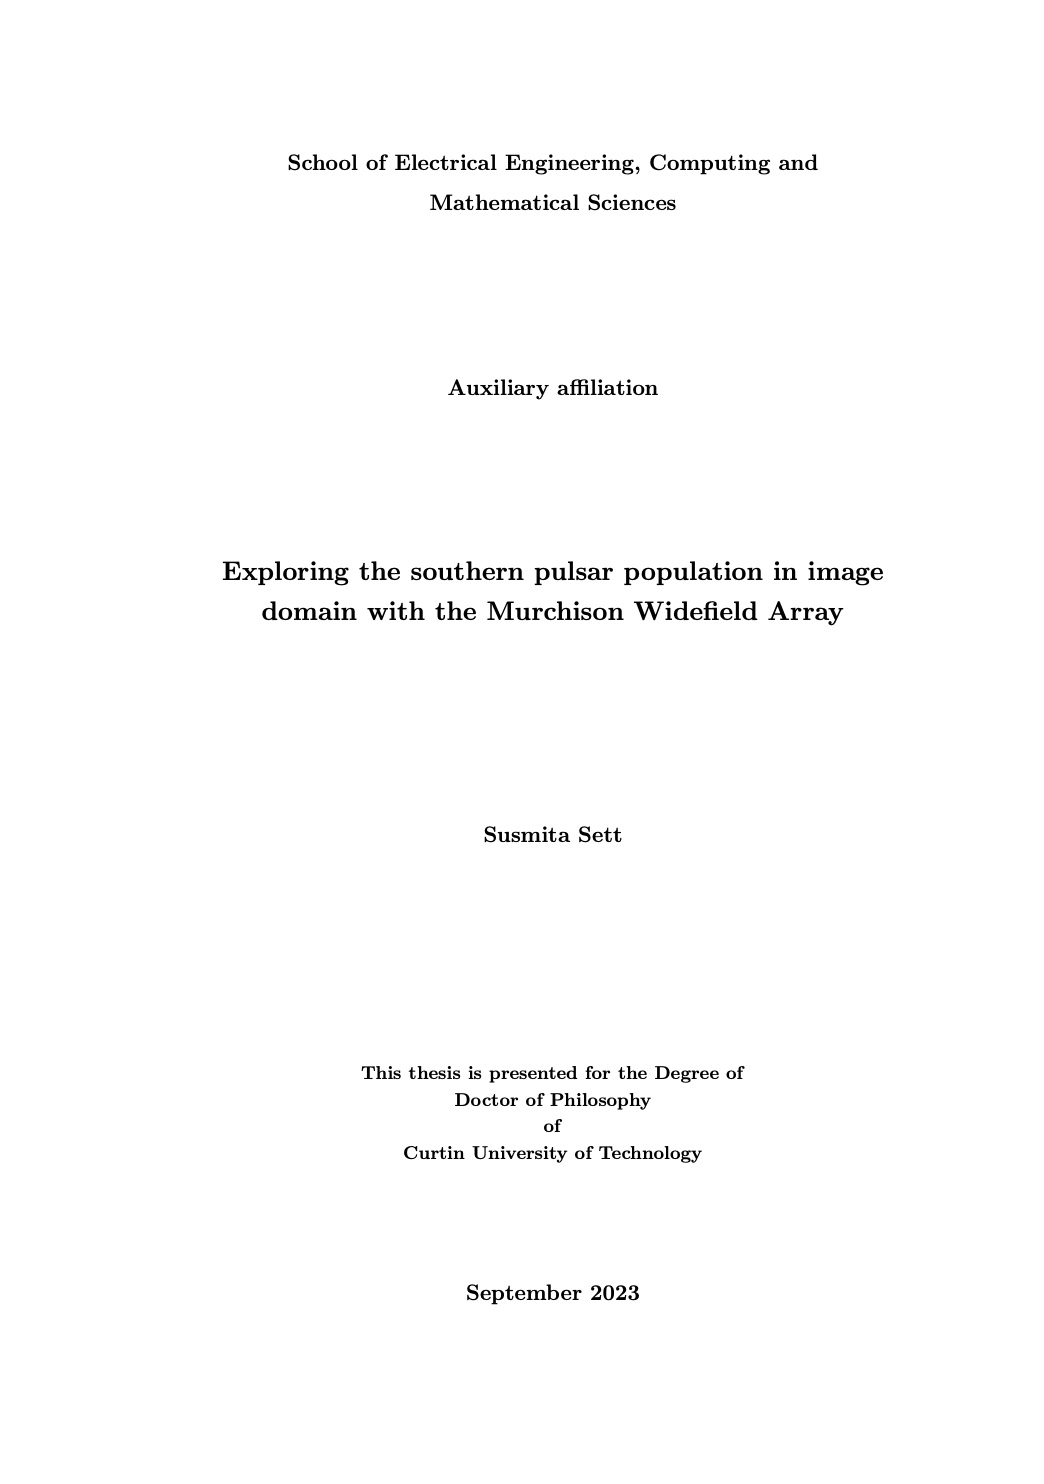 School of Electrical Engineering, Computing and
Mathematical Sciences
Auxiliary affiliation
Exploring the southern pulsar population in image
domain with the Murchison Widefield Array
Susmita Sett
This thesis is presented for the Degree of
Doctor of Philosophy
of
Curtin University of Technology
September 2023